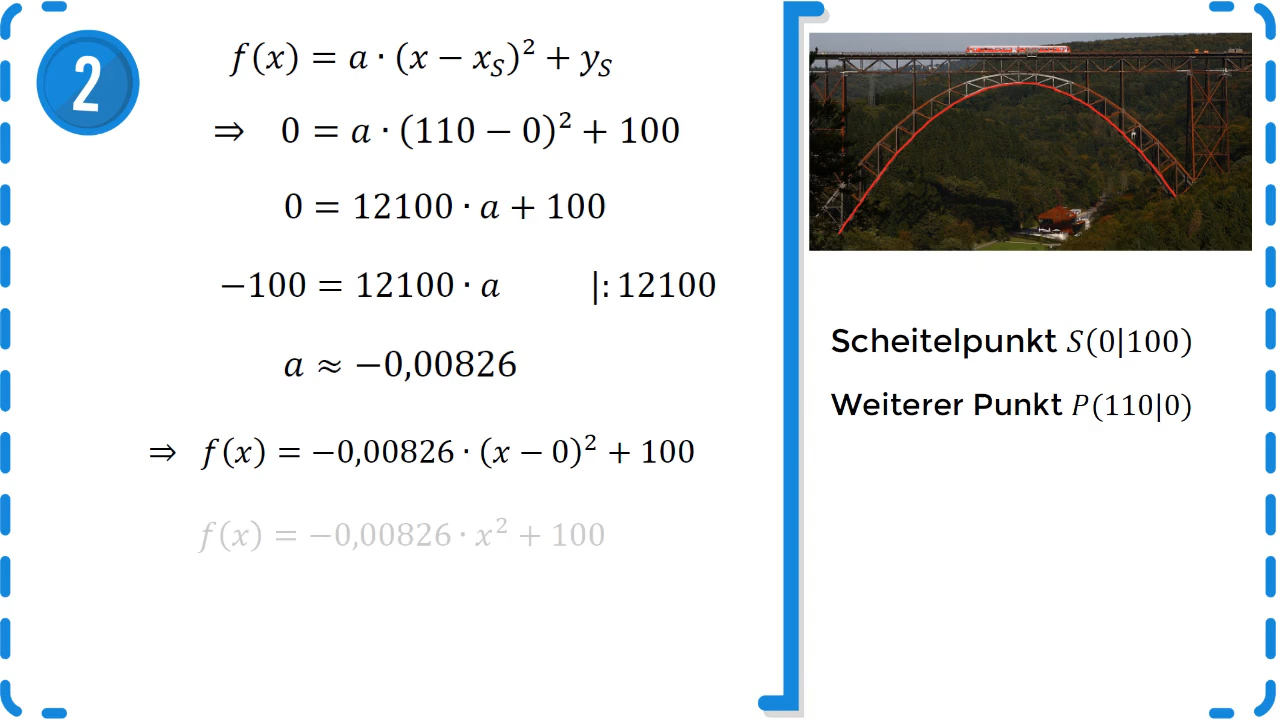 2
f(x) = a · (x − x_S)² + y_S
⇒ 0 = a · (110 − 0)² + 100
0 = 12100 · a + 100
−100 = 12100 · a |: 12100
a ≈ −0,00826
⇒ f(x) = −0,00826 · (x − 0)² + 100
f(x) = −0,00826 · x² + 100
Scheitelpunkt S(0|100)
Weiterer Punkt P(110|0)